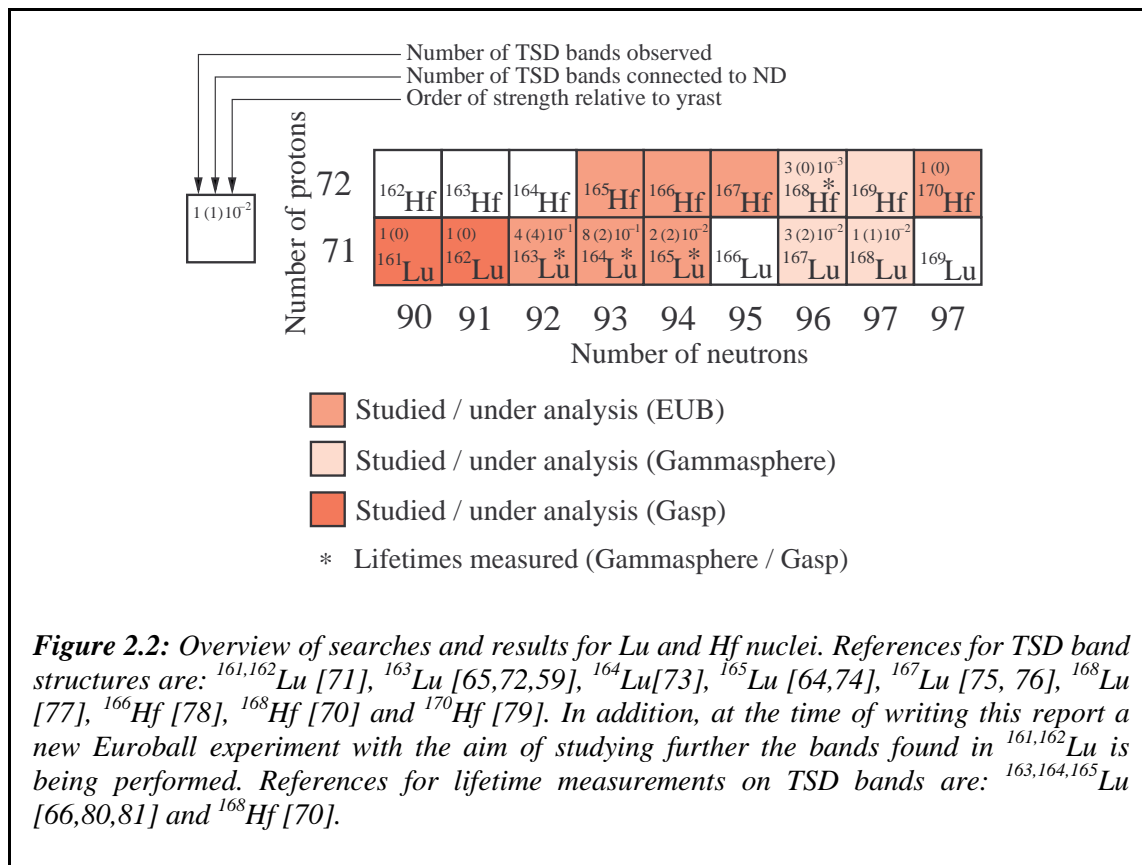 Number of TSD bands observed
Number of TSD bands connected to ND
Order of strength relative to yrast
1 (1) 10⁻²
Number of protons
72
¹⁶²Hf
¹⁶³Hf
¹⁶⁴Hf
¹⁶⁵Hf
¹⁶⁶Hf
¹⁶⁷Hf
3 (0) 10⁻³
¹⁶⁸Hf *
¹⁶⁹Hf
1 (0)
¹⁷⁰Hf
71
1 (0)
¹⁶¹Lu
1 (0)
¹⁶²Lu
4 (4) 10⁻¹
¹⁶³Lu *
8 (2) 10⁻¹
¹⁶⁴Lu *
2 (2) 10⁻²
¹⁶⁵Lu *
¹⁶⁶Lu
3 (2) 10⁻²
¹⁶⁷Lu
1 (1) 10⁻²
¹⁶⁸Lu
¹⁶⁹Lu
90 91 92 93 94 95 96 97 97
Number of neutrons
Studied / under analysis (EUB)
Studied / under analysis (Gammasphere)
Studied / under analysis (Gasp)
* Lifetimes measured (Gammasphere / Gasp)
Figure 2.2: Overview of searches and results for Lu and Hf nuclei. References for TSD band
structures are: ¹⁶¹,¹⁶²Lu [71], ¹⁶³Lu [65,72,59], ¹⁶⁴Lu[73], ¹⁶⁵Lu [64,74], ¹⁶⁷Lu [75, 76], ¹⁶⁸Lu
[77], ¹⁶⁶Hf [78], ¹⁶⁸Hf [70] and ¹⁷⁰Hf [79]. In addition, at the time of writing this report a
new Euroball experiment with the aim of studying further the bands found in ¹⁶¹,¹⁶²Lu is
being performed. References for lifetime measurements on TSD bands are: ¹⁶³,¹⁶⁴,¹⁶⁵Lu
[66,80,81] and ¹⁶⁸Hf [70].